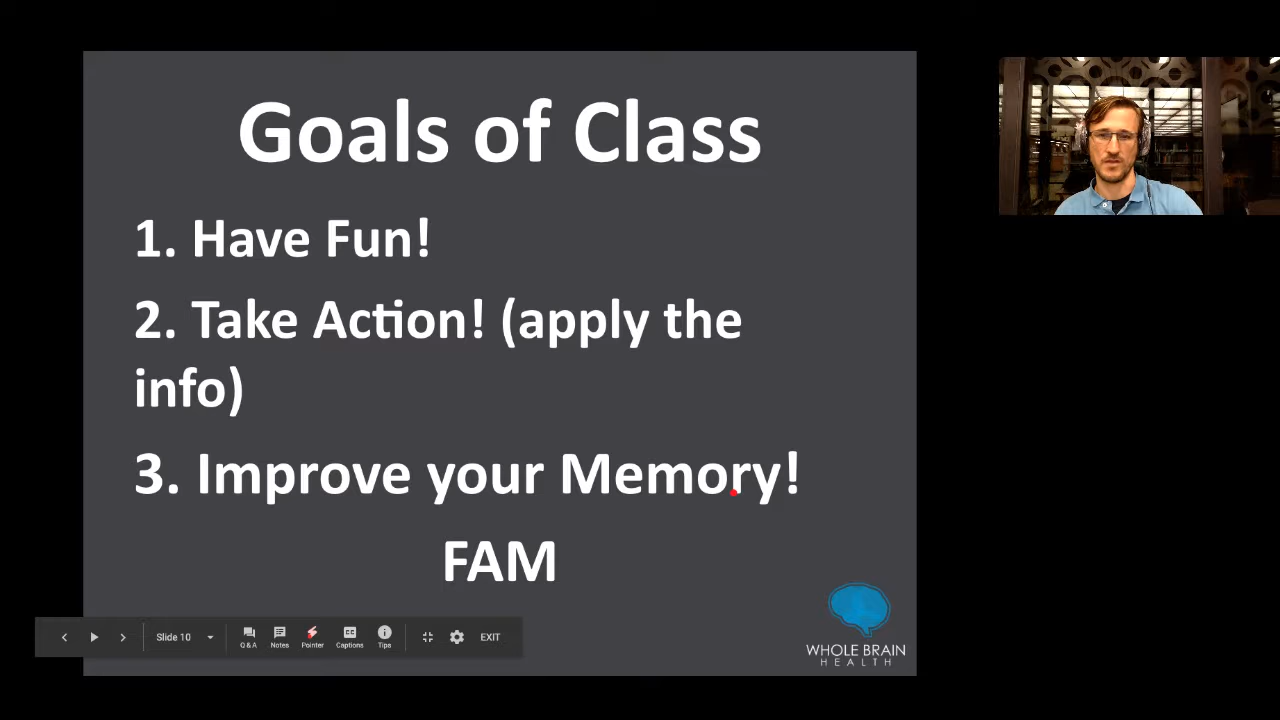 Goals of Class
1. Have Fun!
2. Take Action! (apply the
info)
3. Improve your Memory!
FAM
WHOLE BRAIN
HEALTH
Slide 10
Q & A
Notes
Pointer
CC
Captions
Tips
EXIT